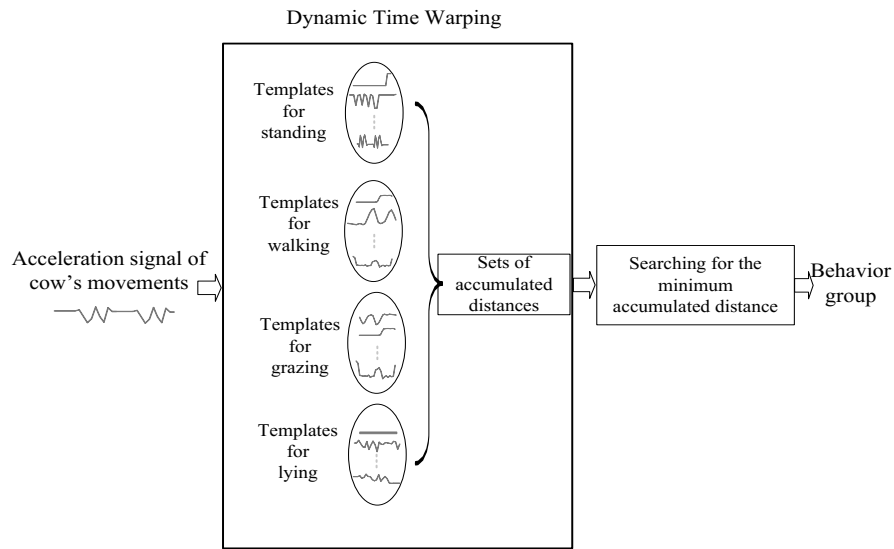 Dynamic Time Warping
Templates
for
standing
Templates
for
walking
Acceleration signal of
cow's movements
Sets of
accumulated
distances
Searching for the
minimum
accumulated distance
Behavior
group
Templates
for
grazing
Templates
for
lying